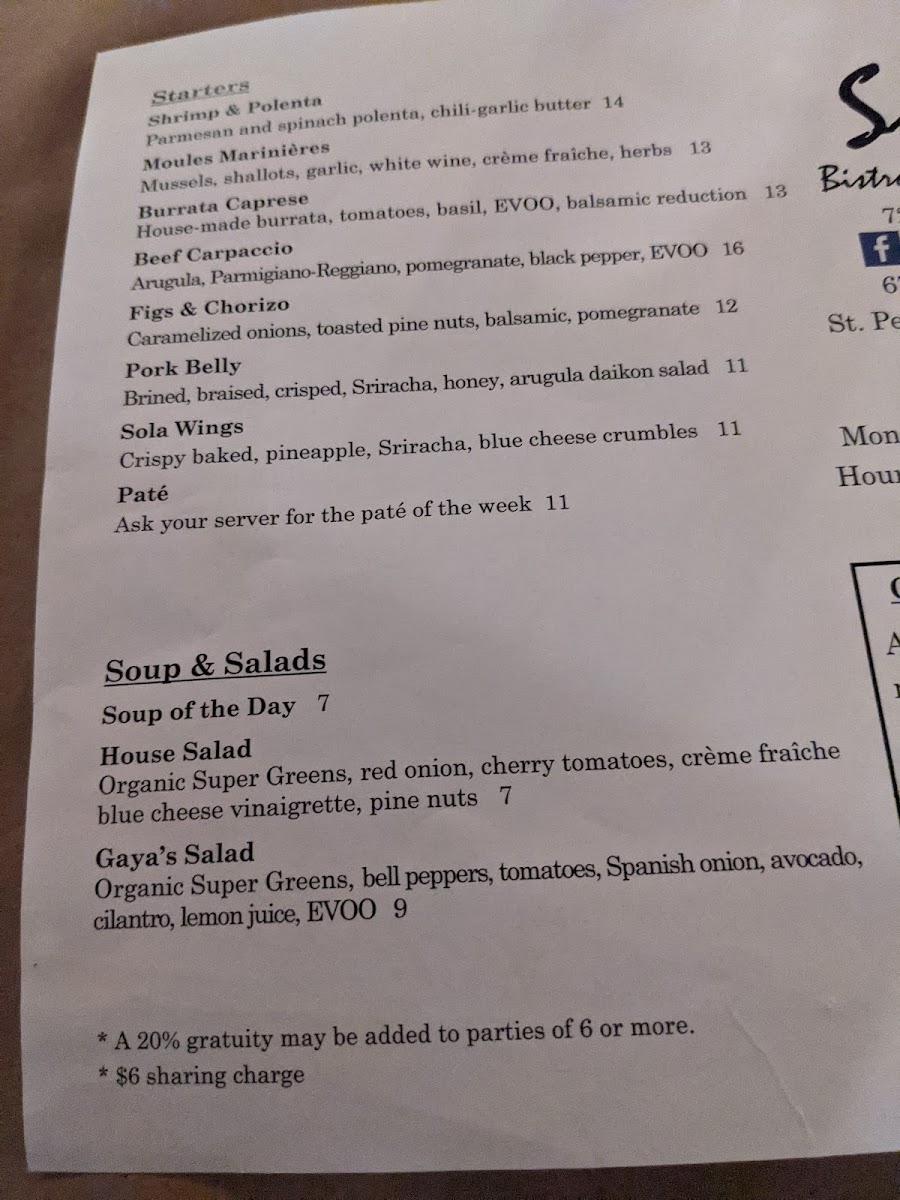 Starters
Shrimp & Polenta
Parmesan and spinach polenta, chili-garlic butter 14
Moules Marinières
Mussels, shallots, garlic, white wine, crème fraîche, herbs 13
Burrata Caprese
House-made burrata, tomatoes, basil, EVOO, balsamic reduction 13
Beef Carpaccio
Arugula, Parmigiano-Reggiano, pomegranate, black pepper, EVOO 16
Figs & Chorizo
Caramelized onions, toasted pine nuts, balsamic, pomegranate 12
Pork Belly
Brined, braised, crisped, Sriracha, honey, arugula daikon salad 11
Sola Wings
Crispy baked, pineapple, Sriracha, blue cheese crumbles 11
Paté
Ask your server for the paté of the week 11
Soup & Salads
Soup of the Day 7
House Salad
Organic Super Greens, red onion, cherry tomatoes, crème fraîche
blue cheese vinaigrette, pine nuts 7
Gaya's Salad
Organic Super Greens, bell peppers, tomatoes, Spanish onion, avocado,
cilantro, lemon juice, EVOO 9
* A 20% gratuity may be added to parties of 6 or more.
* $6 sharing charge
Bistr
f
St. Pe
Mon
Hour